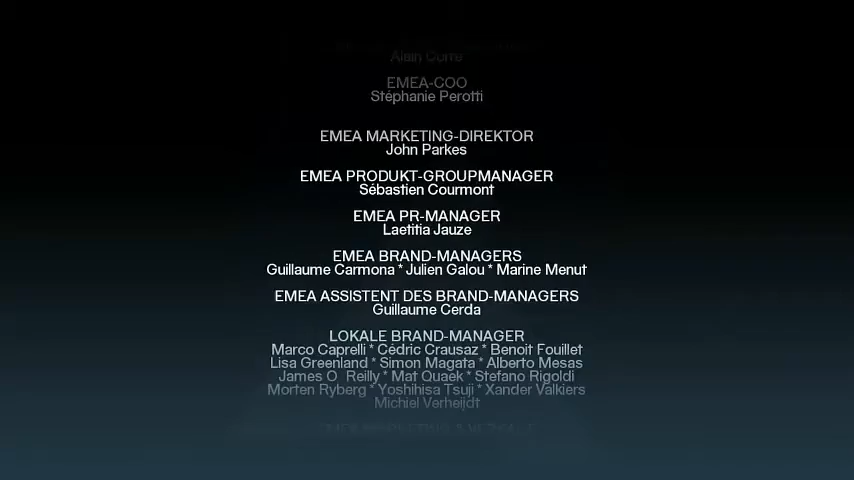 Alain Corre
EMEA-COO
Stéphanie Perotti
EMEA MARKETING-DIREKTOR
John Parkes
EMEA PRODUKT-GROUPMANAGER
Sébastien Courmont
EMEA PR-MANAGER
Laetitia Jauze
EMEA BRAND-MANAGERS
Guillaume Carmona * Julien Galou * Marine Menut
EMEA ASSISTENT DES BRAND-MANAGERS
Guillaume Cerda
LOKALE BRAND-MANAGER
Marco Caprelli * Cédric Crausaz * Benoit Fouillet
Lisa Greenland * Simon Magata * Alberto Mesas
James O  Reilly * Mat Quaek * Stefano Rigoldi
Morten Ryberg * Yoshihisa Tsuji * Xander Valkiers
Michiel Verheijdt